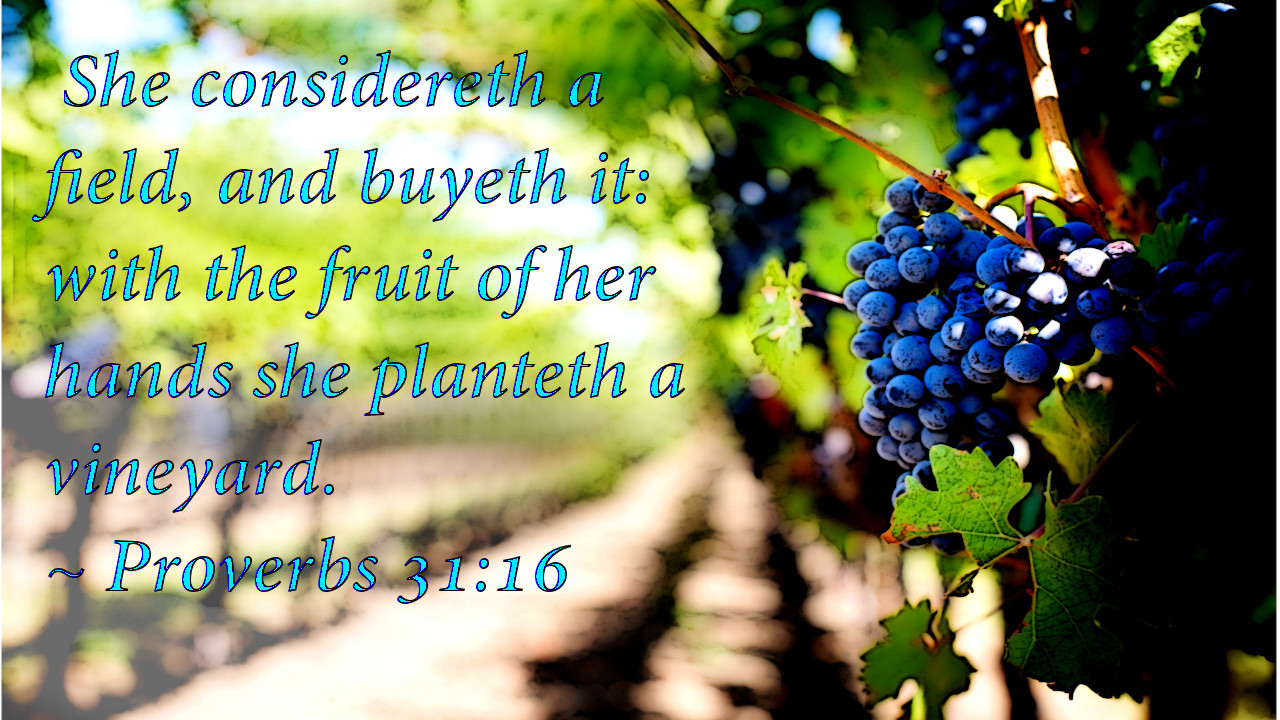 She considereth a
field, and buyeth it:
with the fruit of her
hands she planteth a
vineyard.
~ Proverbs 31:16